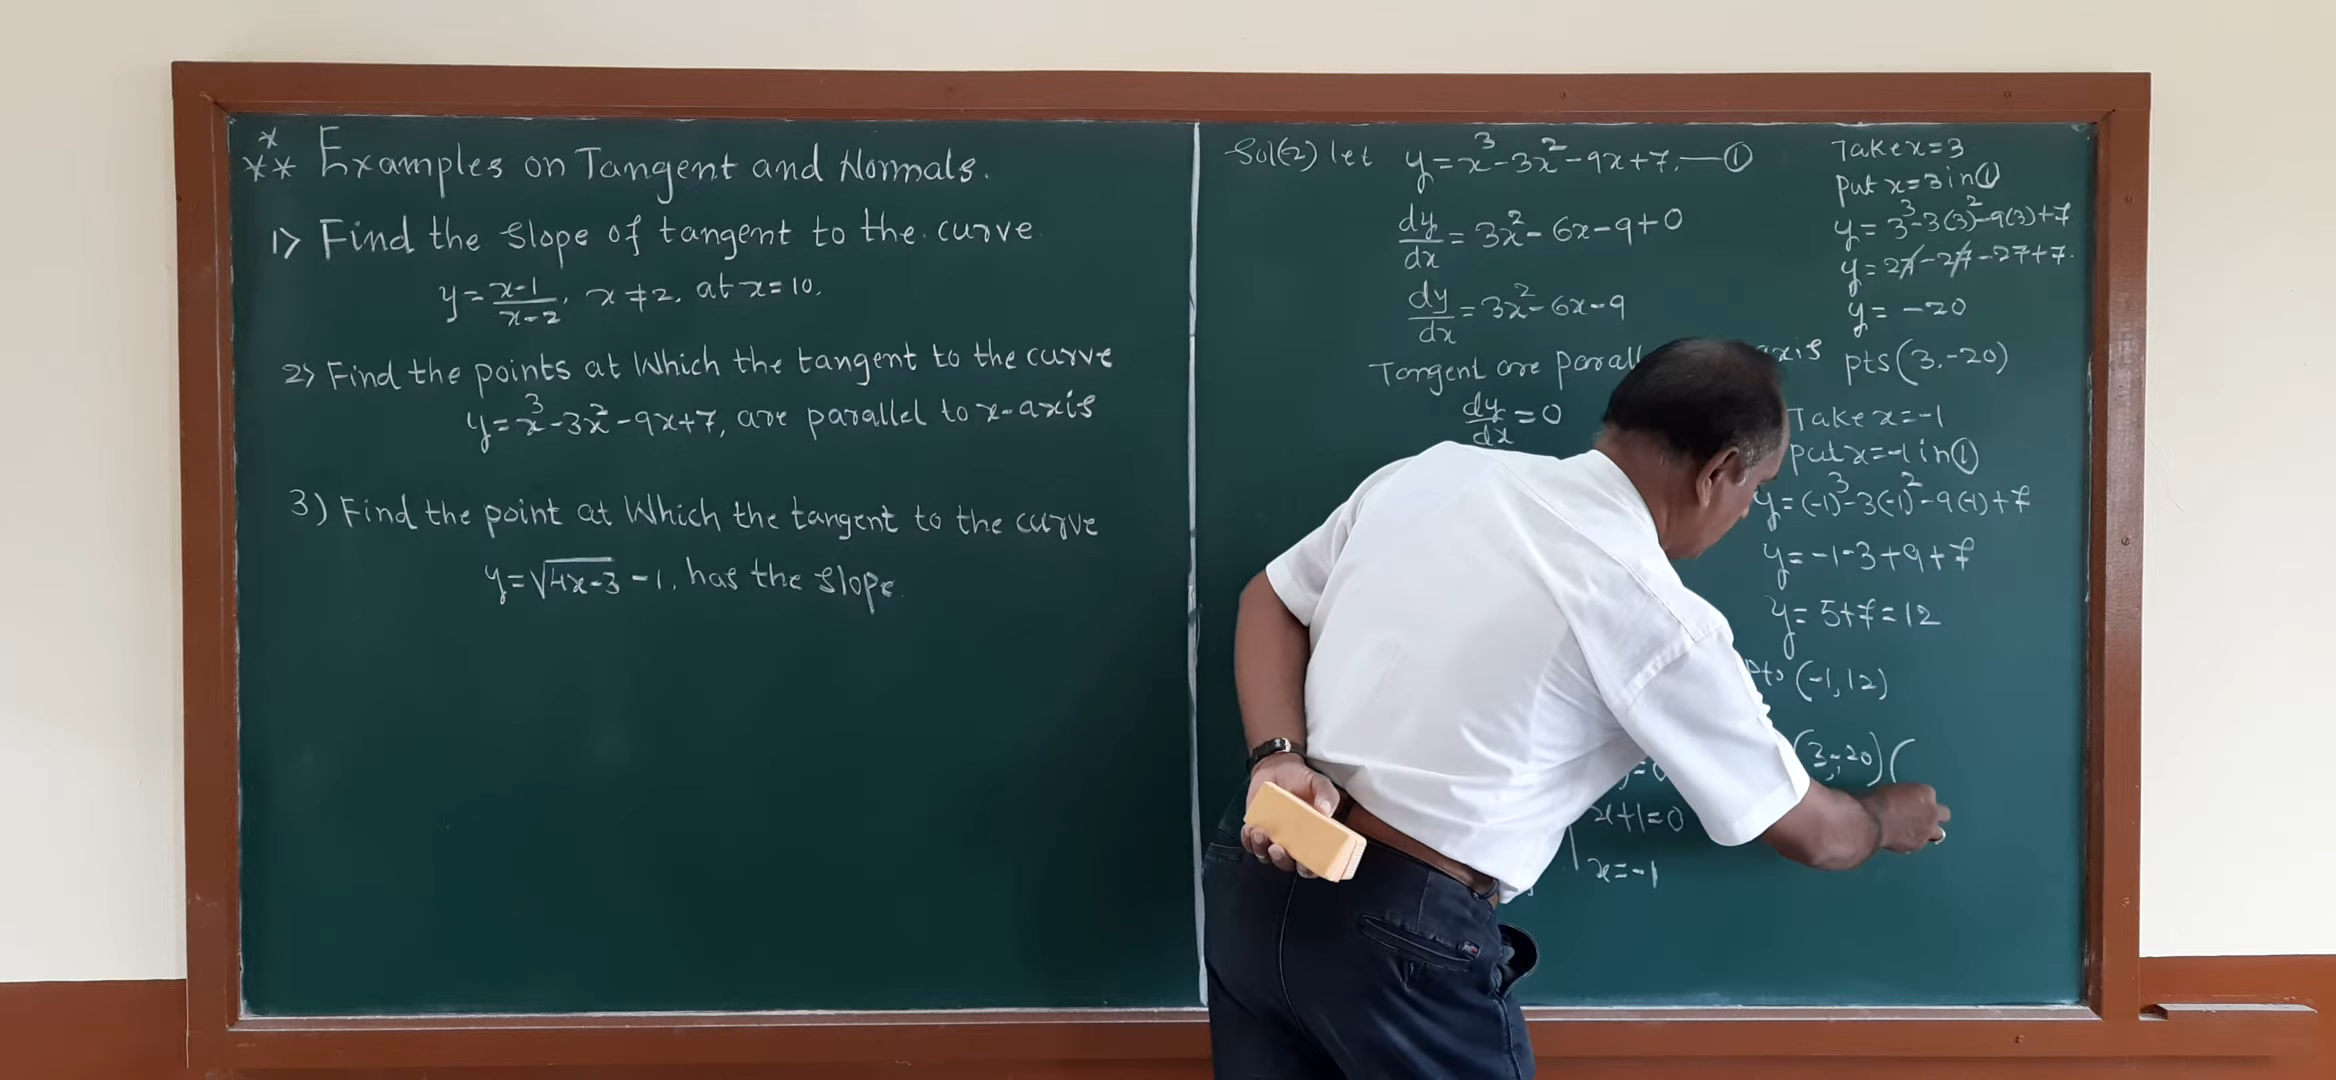 *** Examples on Tangent and Normals.
1) Find the slope of tangent to the curve
y = (x-1)/(x-2), x ≠ 2, at x = 10.
2) Find the points at Which the tangent to the curve
y = x³ - 3x² - 9x + 7, are parallel to x-axis
3) Find the point at Which the tangent to the curve
y = √(4x-3) - 1, has the slope.
Sol(2) let y = x³ - 3x² - 9x + 7, — ①
dy/dx = 3x² - 6x - 9 + 0
dy/dx = 3x² - 6x - 9
Tangent are axis
dy/dx = 0
x+1=0
x=-1
Take x=3
Put x=3 in ①
y = 3³ - 3(3)² - 9(3) + 7
y = 27 - 27 - 27 + 7.
y = -20
pts (3, -20)
Take x=-1
Put x=-1 in ①
y = (-1)³ - 3(-1)² - 9(-1) + 7
y = -1 - 3 + 9 + 7
y = 5 + 7 = 12
pts (-1, 12)
(3, -20) (